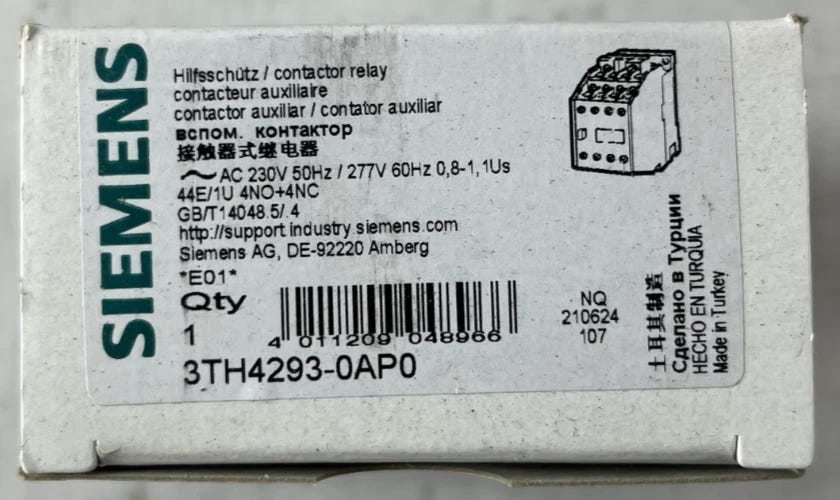 SIEMENS
Hilfsschütz / contactor relay
contacteur auxiliaire
contactor auxiliar / contator auxiliar
вспом. контактор
接触器式继电器
AC 230V 50Hz / 277V 60Hz 0,8-1,1Us
44E/1U 4NO+4NC
GB/T14048.5/.4
http://support.industry.siemens.com
Siemens AG, DE-92220 Amberg
*E01*
Qty
1
4 011209 048966
3TH4293-0AP0
NQ
210624
107
土耳其制造
Сделано в Турции
HECHO EN TURQUÍA
Made in Turkey